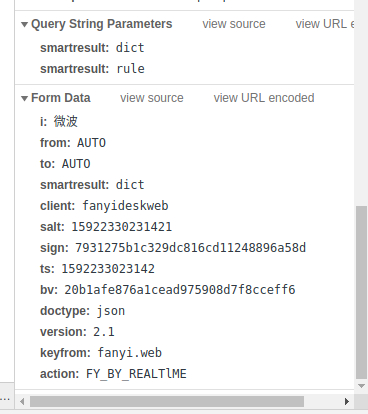 Query String Parameters view source view URL e
smartresult: dict
smartresult: rule
Form Data view source view URL encoded
i: 微波
from: AUTO
to: AUTO
smartresult: dict
client: fanyideskweb
salt: 15922330231421
sign: 7931275b1c329dc816cd11248896a58d
ts: 1592233023142
bv: 20b1afe876a1cead975908d7f8cceff6
doctype: json
version: 2.1
keyfrom: fanyi.web
action: FY_BY_REALTlME
...